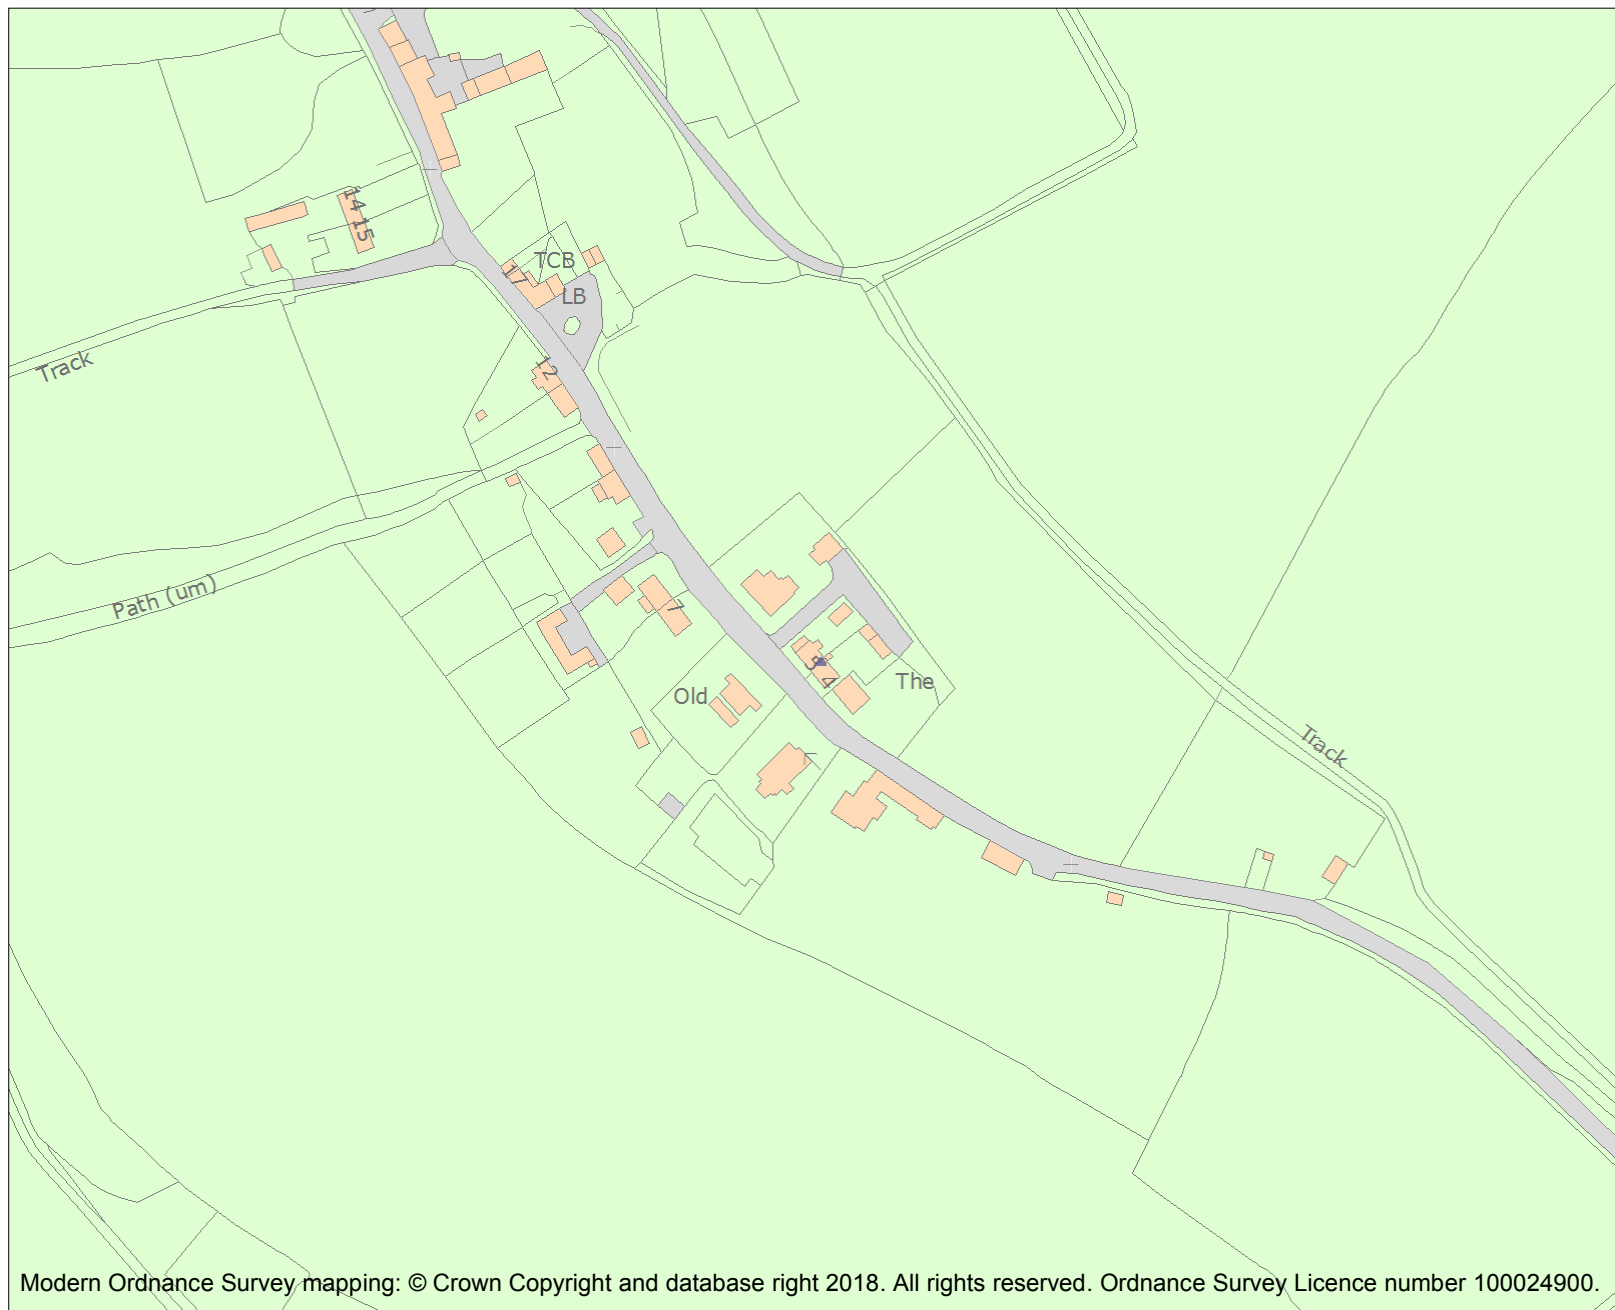 14 15
TCB
17
LB
12
Track
Path (um)
7
3
4
Old
The
Track
Modern Ordnance Survey mapping: © Crown Copyright and database right 2018. All rights reserved. Ordnance Survey Licence number 100024900.